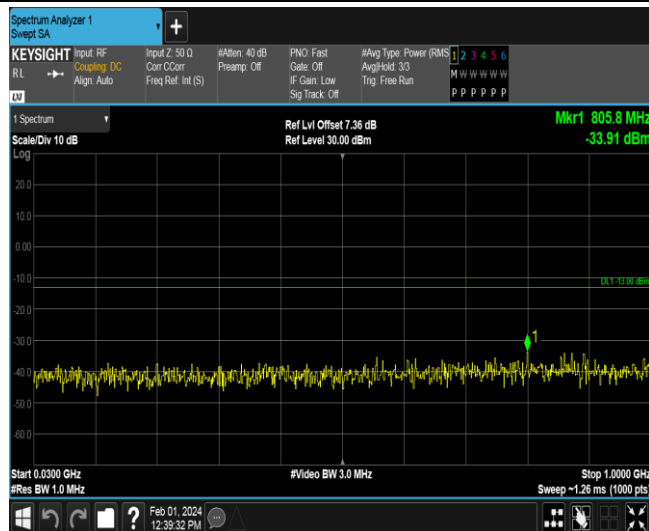 Spectrum Analyzer 1
Swept SA
KEYSIGHT
RL
Input: RF
Coupling: DC
Align: Auto
Input Z: 50 Ω
Corr CCorr
Freq Ref: Int (S)
#Atten: 40 dB
Preamp: Off
PNO: Fast
Gate: Off
IF Gain: Low
Sig Track: Off
#Avg Type: Power (RMS
Avg|Hold: 3/3
Trig: Free Run
1 2 3 4 5 6
M W W W W W
P P P P P P
1 Spectrum
Scale/Div 10 dB
Log
Ref Lvl Offset 7.36 dB
Ref Level 30.00 dBm
Mkr1 805.8 MHz
-33.91 dBm
20.0
10.0
0.00
-10.0
DL1 -13.00 dBm
-20.0
-30.0
1
-40.0
-50.0
-60.0
Start 0.0300 GHz
#Res BW 1.0 MHz
#Video BW 3.0 MHz
Stop 1.0000 GHz
Sweep ~1.26 ms (1000 pts)
?
Feb 01, 2024
12:39:32 PM